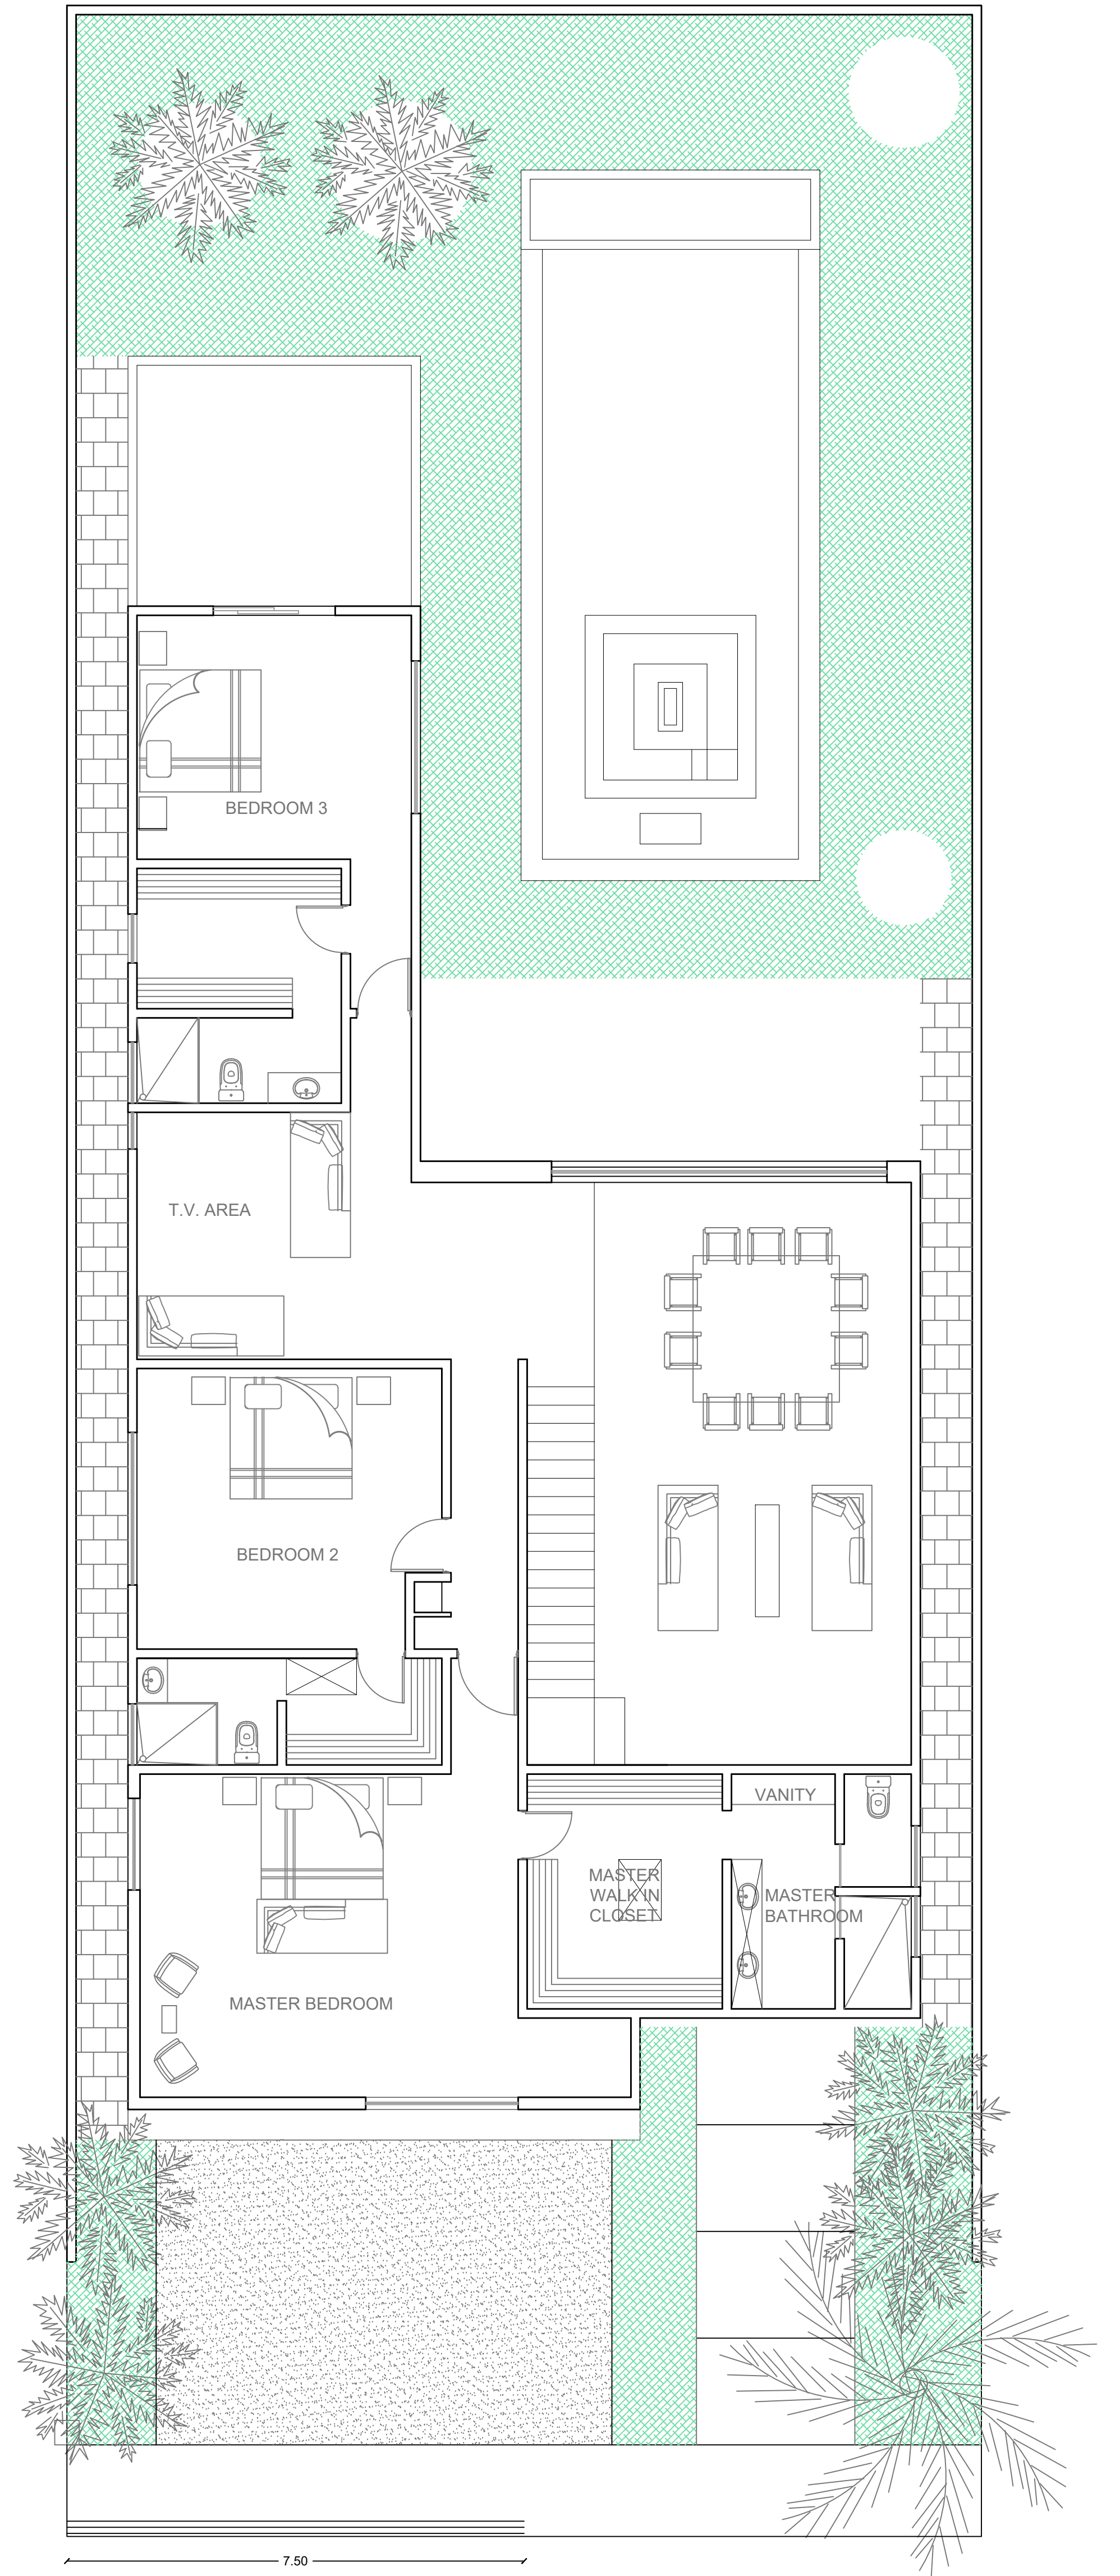 BEDROOM 3
T.V. AREA
BEDROOM 2
VANITY
MASTER
WALK IN
CLOSET
MASTER
BATHROOM
MASTER BEDROOM
7.50